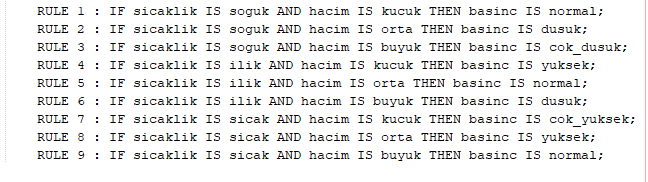 RULE 1 : IF sicaklik IS soguk AND hacim IS kucuk THEN basinc IS normal;
RULE 2 : IF sicaklik IS soguk AND hacim IS orta THEN basinc IS dusuk;
RULE 3 : IF sicaklik IS soguk AND hacim IS buyuk THEN basinc IS cok_dusuk;
RULE 4 : IF sicaklik IS ilik AND hacim IS kucuk THEN basinc IS yuksek;
RULE 5 : IF sicaklik IS ilik AND hacim IS orta THEN basinc IS normal;
RULE 6 : IF sicaklik IS ilik AND hacim IS buyuk THEN basinc IS dusuk;
RULE 7 : IF sicaklik IS sicak AND hacim IS kucuk THEN basinc IS cok_yuksek;
RULE 8 : IF sicaklik IS sicak AND hacim IS orta THEN basinc IS yuksek;
RULE 9 : IF sicaklik IS sicak AND hacim IS buyuk THEN basinc IS normal;